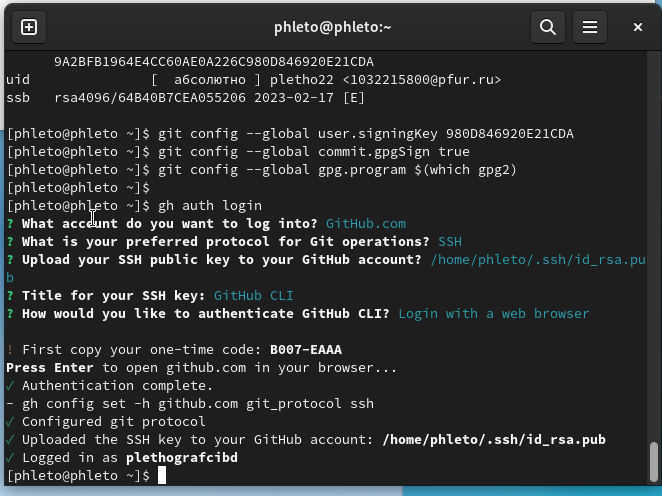 phleto@phleto:~
9A2BFB1964E4CC60AE0A226C980D846920E21CDA
uid                  [  абсолютно ] pletho22 <1032215800@pfur.ru>
ssb   rsa4096/64B40B7CEA055206 2023-02-17 [E]
[phleto@phleto ~]$ git config --global user.signingKey 980D846920E21CDA
[phleto@phleto ~]$ git config --global commit.gpgSign true
[phleto@phleto ~]$ git config --global gpg.program $(which gpg2)
[phleto@phleto ~]$
[phleto@phleto ~]$ gh auth login
? What account do you want to log into? GitHub.com
? What is your preferred protocol for Git operations? SSH
? Upload your SSH public key to your GitHub account? /home/phleto/.ssh/id_rsa.pu
b
? Title for your SSH key: GitHub CLI
? How would you like to authenticate GitHub CLI? Login with a web browser
! First copy your one-time code: B007-EAAA
Press Enter to open github.com in your browser...
✓ Authentication complete.
- gh config set -h github.com git_protocol ssh
✓ Configured git protocol
✓ Uploaded the SSH key to your GitHub account: /home/phleto/.ssh/id_rsa.pub
✓ Logged in as plethografcibd
[phleto@phleto ~]$